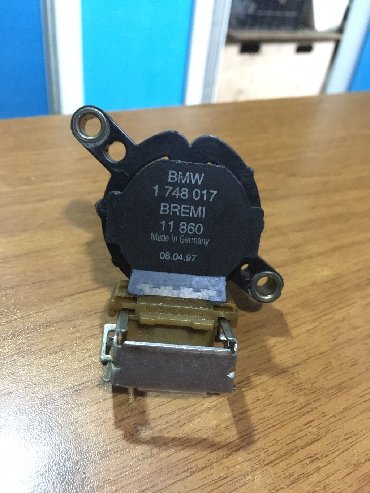 BMW
1 748 017
BREMI
11 860
Made in Germany
08.04.97